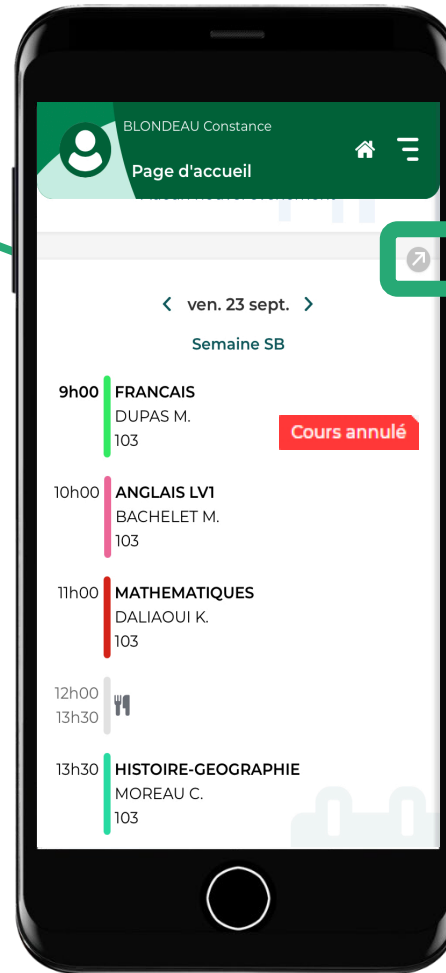 BLONDEAU Constance
Page d'accueil
ven. 23 sept.
Semaine SB
9h00 FRANCAIS
DUPAS M.
103
Cours annulé
10h00 ANGLAIS LV1
BACHELET M.
103
11h00 MATHEMATIQUES
DALIAOUI K.
103
12h00
13h30
13h30 HISTOIRE-GEOGRAPHIE
MOREAU C.
103